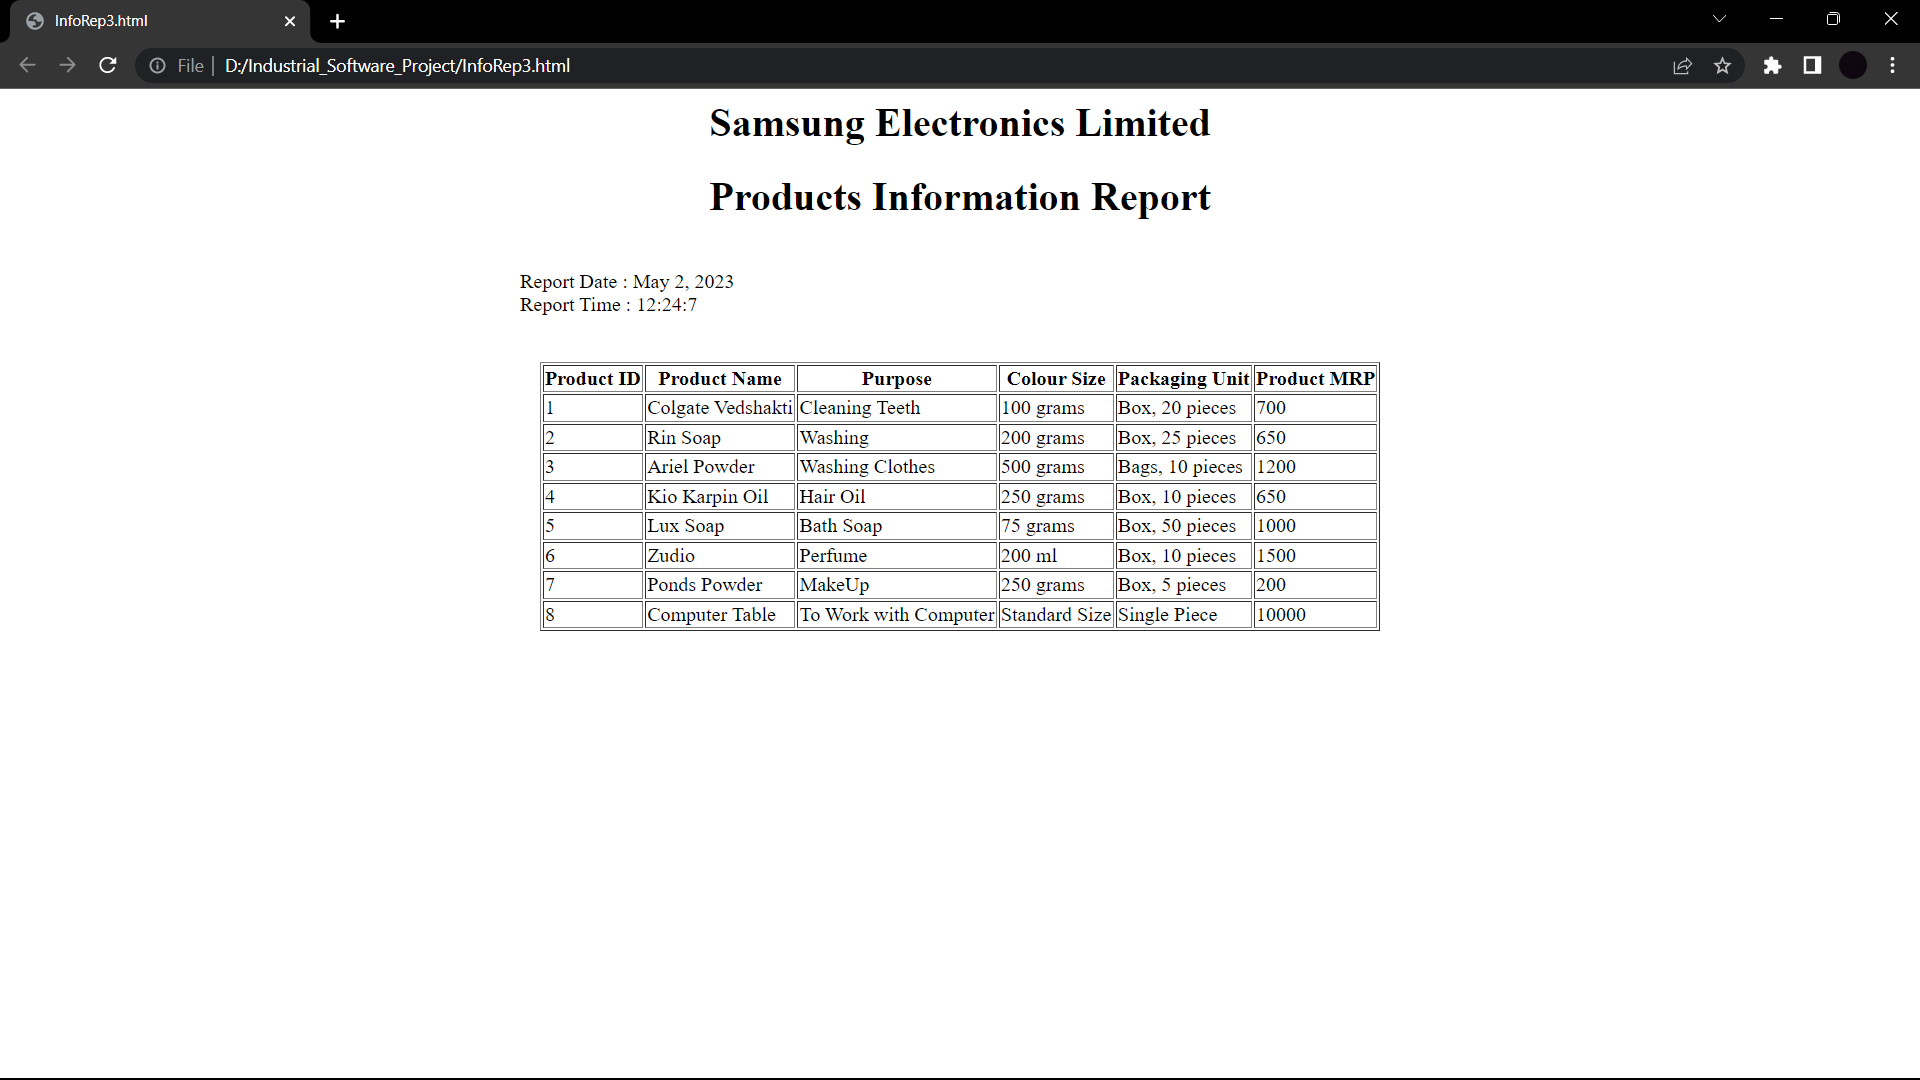 InfoRep3.html
File | D:/Industrial_Software_Project/InfoRep3.html
Samsung Electronics Limited
Products Information Report
Report Date : May 2, 2023
Report Time : 12:24:7
Product ID Product Name Purpose Colour Size Packaging Unit Product MRP
1 Colgate Vedshakti Cleaning Teeth 100 grams Box, 20 pieces 700
2 Rin Soap Washing 200 grams Box, 25 pieces 650
3 Ariel Powder Washing Clothes 500 grams Bags, 10 pieces 1200
4 Kio Karpin Oil Hair Oil 250 grams Box, 10 pieces 650
5 Lux Soap Bath Soap 75 grams Box, 50 pieces 1000
6 Zudio Perfume 200 ml Box, 10 pieces 1500
7 Ponds Powder MakeUp 250 grams Box, 5 pieces 200
8 Computer Table To Work with Computer Standard Size Single Piece 10000